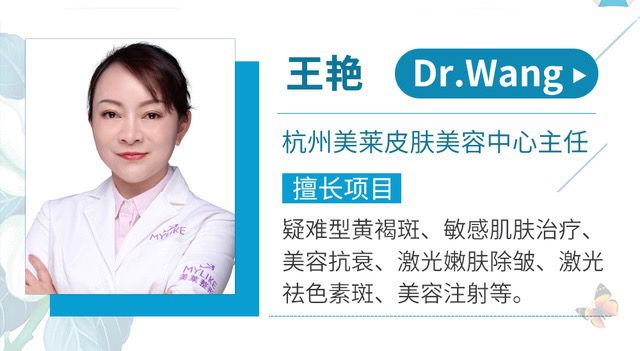 王艳
Dr.Wang
杭州美莱皮肤美容中心主任
擅长项目
疑难型黄褐斑、敏感肌肤治疗、
美容抗衰、激光嫩肤除皱、激光
祛色素斑、美容注射等。
MYLIKE
MYLIKE